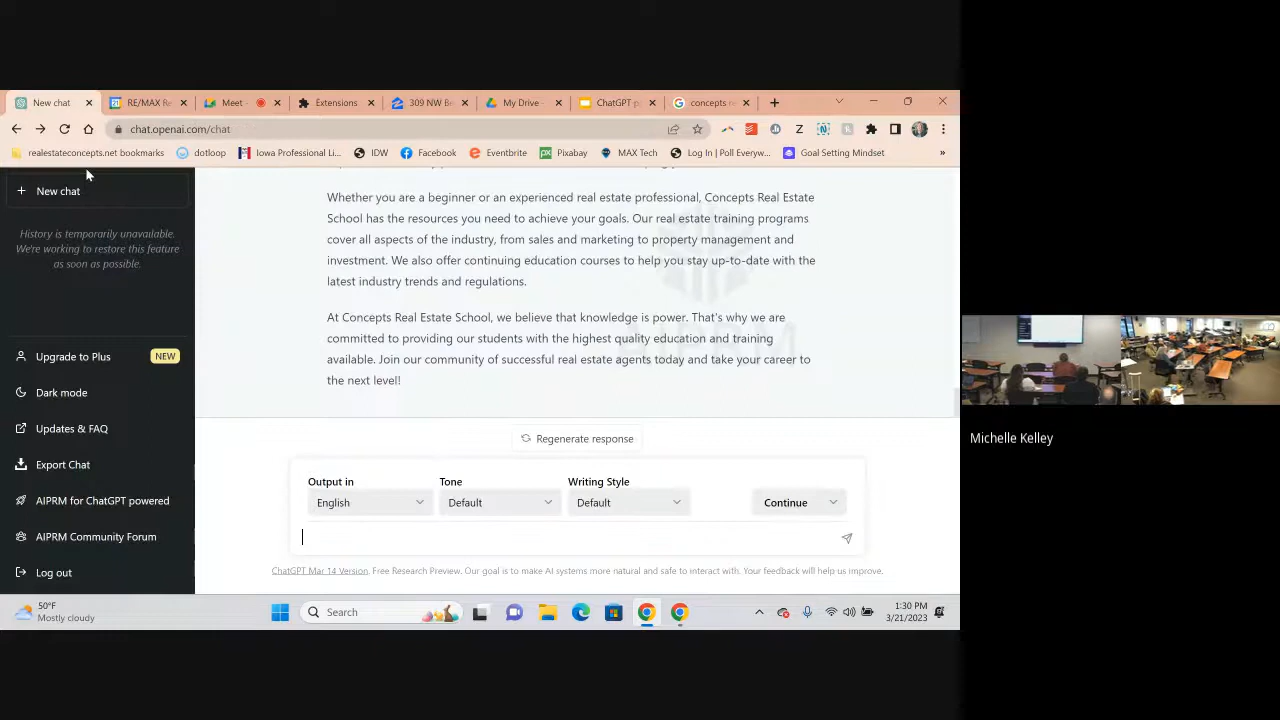 New chat
RE/MAX Re
Meet -
Extensions
309 NW Be
My Drive -
ChatGPT p
concepts re
chat.openai.com/chat
realestateconcepts.net bookmarks
dotloop
Iowa Professional Li...
IDW
Facebook
Eventbrite
Pixabay
MAX Tech
Log In | Poll Everyw...
Goal Setting Mindset
»
+ New chat
History is temporarily unavailable.
We're working to restore this feature
as soon as possible.
Upgrade to Plus
NEW
Dark mode
Updates & FAQ
Export Chat
AIPRM for ChatGPT powered
AIPRM Community Forum
Log out
Whether you are a beginner or an experienced real estate professional, Concepts Real Estate
School has the resources you need to achieve your goals. Our real estate training programs
cover all aspects of the industry, from sales and marketing to property management and
investment. We also offer continuing education courses to help you stay up-to-date with the
latest industry trends and regulations.
At Concepts Real Estate School, we believe that knowledge is power. That's why we are
committed to providing our students with the highest quality education and training
available. Join our community of successful real estate agents today and take your career to
the next level!
AIPRM
Regenerate response
Output in
Tone
Writing Style
English
Default
Default
Continue
ChatGPT Mar 14 Version. Free Research Preview. Our goal is to make AI systems more natural and safe to interact with. Your feedback will help us improve.
50°F
Mostly cloudy
Search
1:30 PM
3/21/2023
Michelle Kelley